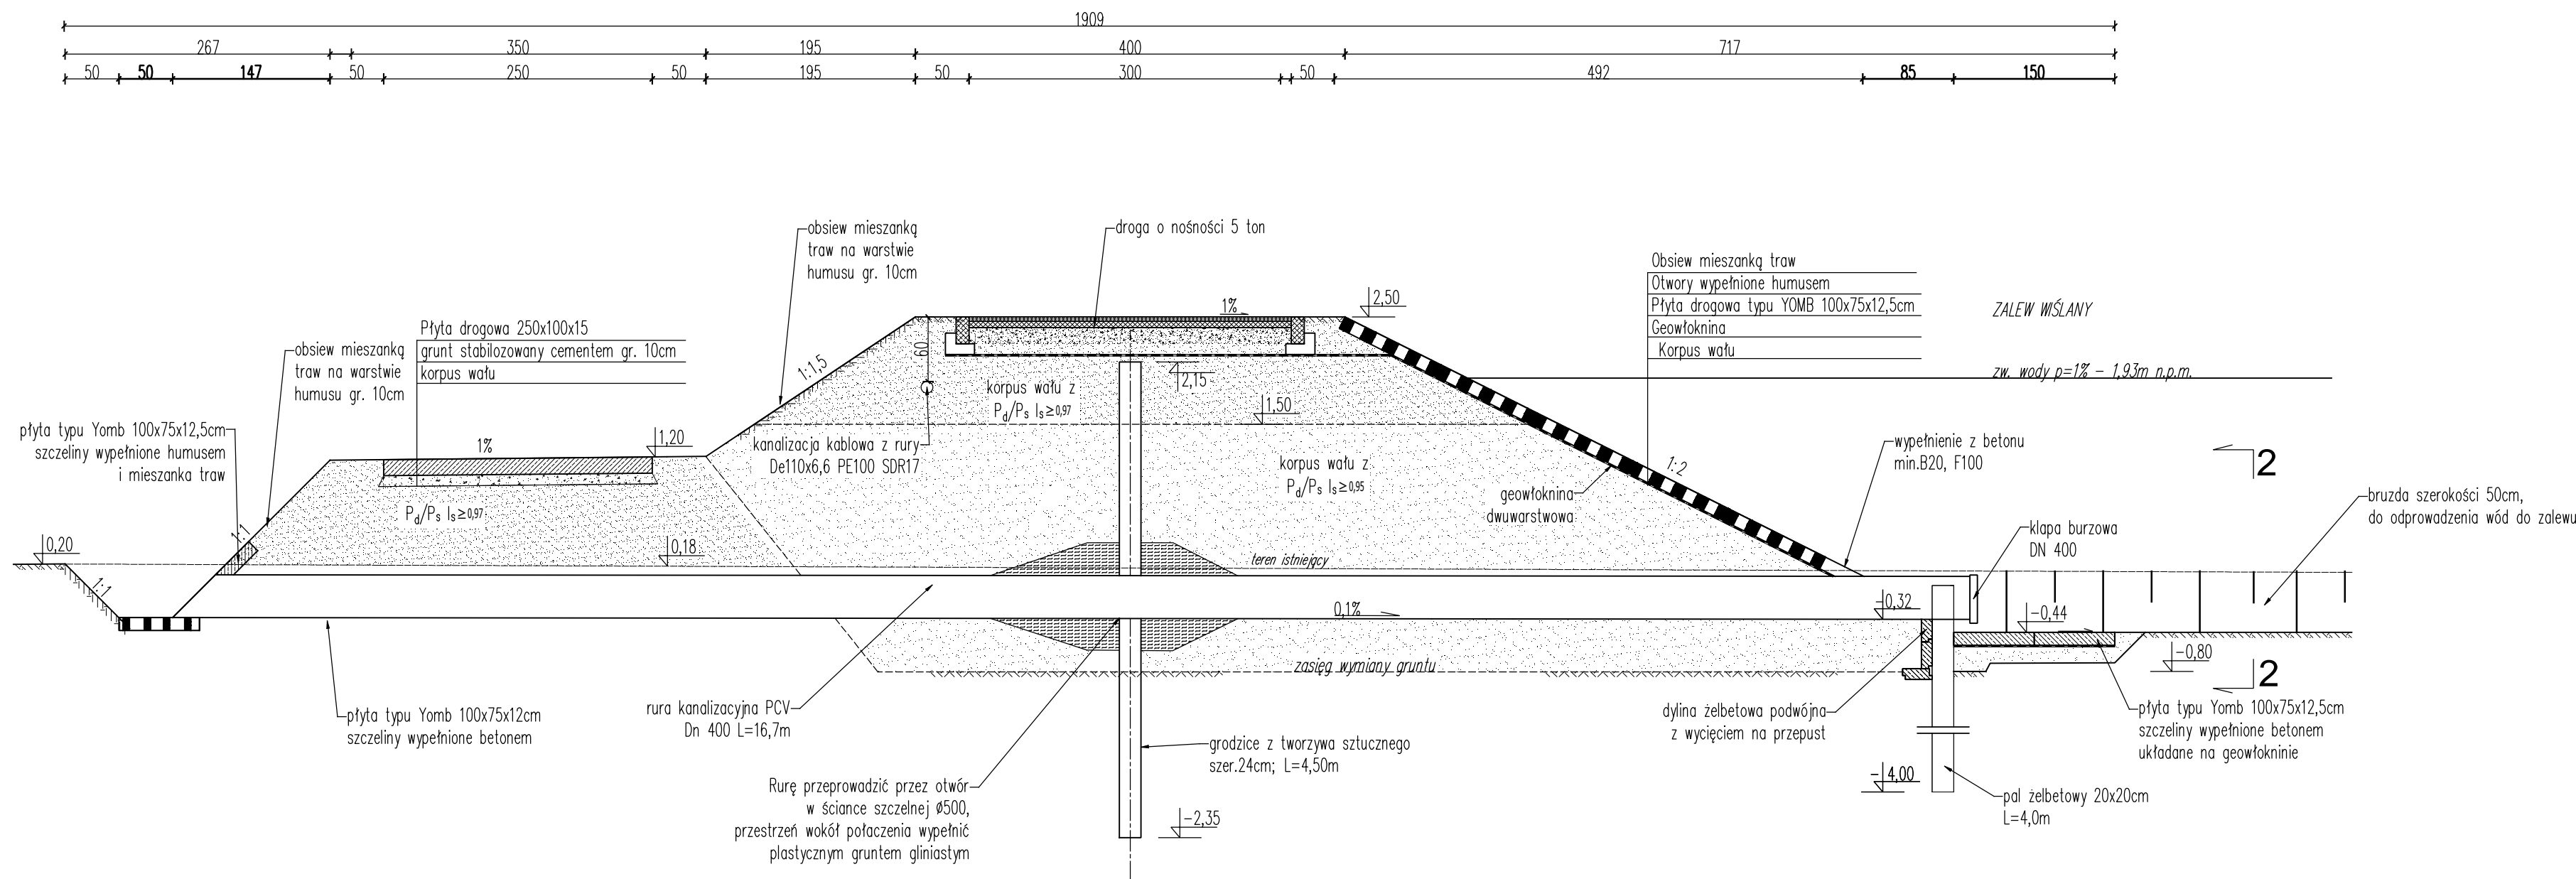 1909
267 350 195 400 717
50 50 147 50 250 50 195 50 300 50 492 85 150
obsiew mieszanką
traw na warstwie
humusu gr. 10cm
droga o nośności 5 ton
Obsiew mieszanką traw
Otwory wypełnione humusem
Płyta drogowa typu YOMB 100x75x12,5cm
Geowłoknina
Korpus wału
ZALEW WIŚLANY
zw. wody p=1% - 1,93m n.p.m.
1%
2,50
Płyta drogowa 250x100x15
grunt stabilozowany cementem gr. 10cm
korpus wału
obsiew mieszanką
traw na warstwie
humusu gr. 10cm
1:1,5
60
2,15
korpus wału z
Pd/Ps Is≥0,97
1,50
płyta typu Yomb 100x75x12,5cm
szczeliny wypełnione humusem
i mieszanka traw
1%
1,20
kanalizacja kablowa z rury
De110x6,6 PE100 SDR17
korpus wału z
Pd/Ps Is≥0,95
1:2
geowłoknina
dwuwarstwowa
wypełnienie z betonu
min.B20, F100
2
bruzda szerokości 50cm,
do odprowadzenia wód do zalewu
Pd/Ps Is≥0,97
1:1
0,20
0,18
teren istniejący
klapa burzowa
DN 400
1:1
0,1%
-0,32
-0,44
-0,80
zasięg wymiany gruntu
2
płyta typu Yomb 100x75x12cm
szczeliny wypełnione betonem
rura kanalizacyjna PCV
Dn 400 L=16,7m
dylina żelbetowa podwójna
z wycięciem na przepust
płyta typu Yomb 100x75x12,5cm
szczeliny wypełnione betonem
układane na geowłokninie
grodzice z tworzywa sztucznego
szer.24cm; L=4,50m
-4,00
Rurę przeprowadzić przez otwór
w ściance szczelnej Ø500,
przestrzeń wokół połaczenia wypełnić
plastycznym gruntem gliniastym
-2,35
pal żelbetowy 20x20cm
L=4,0m